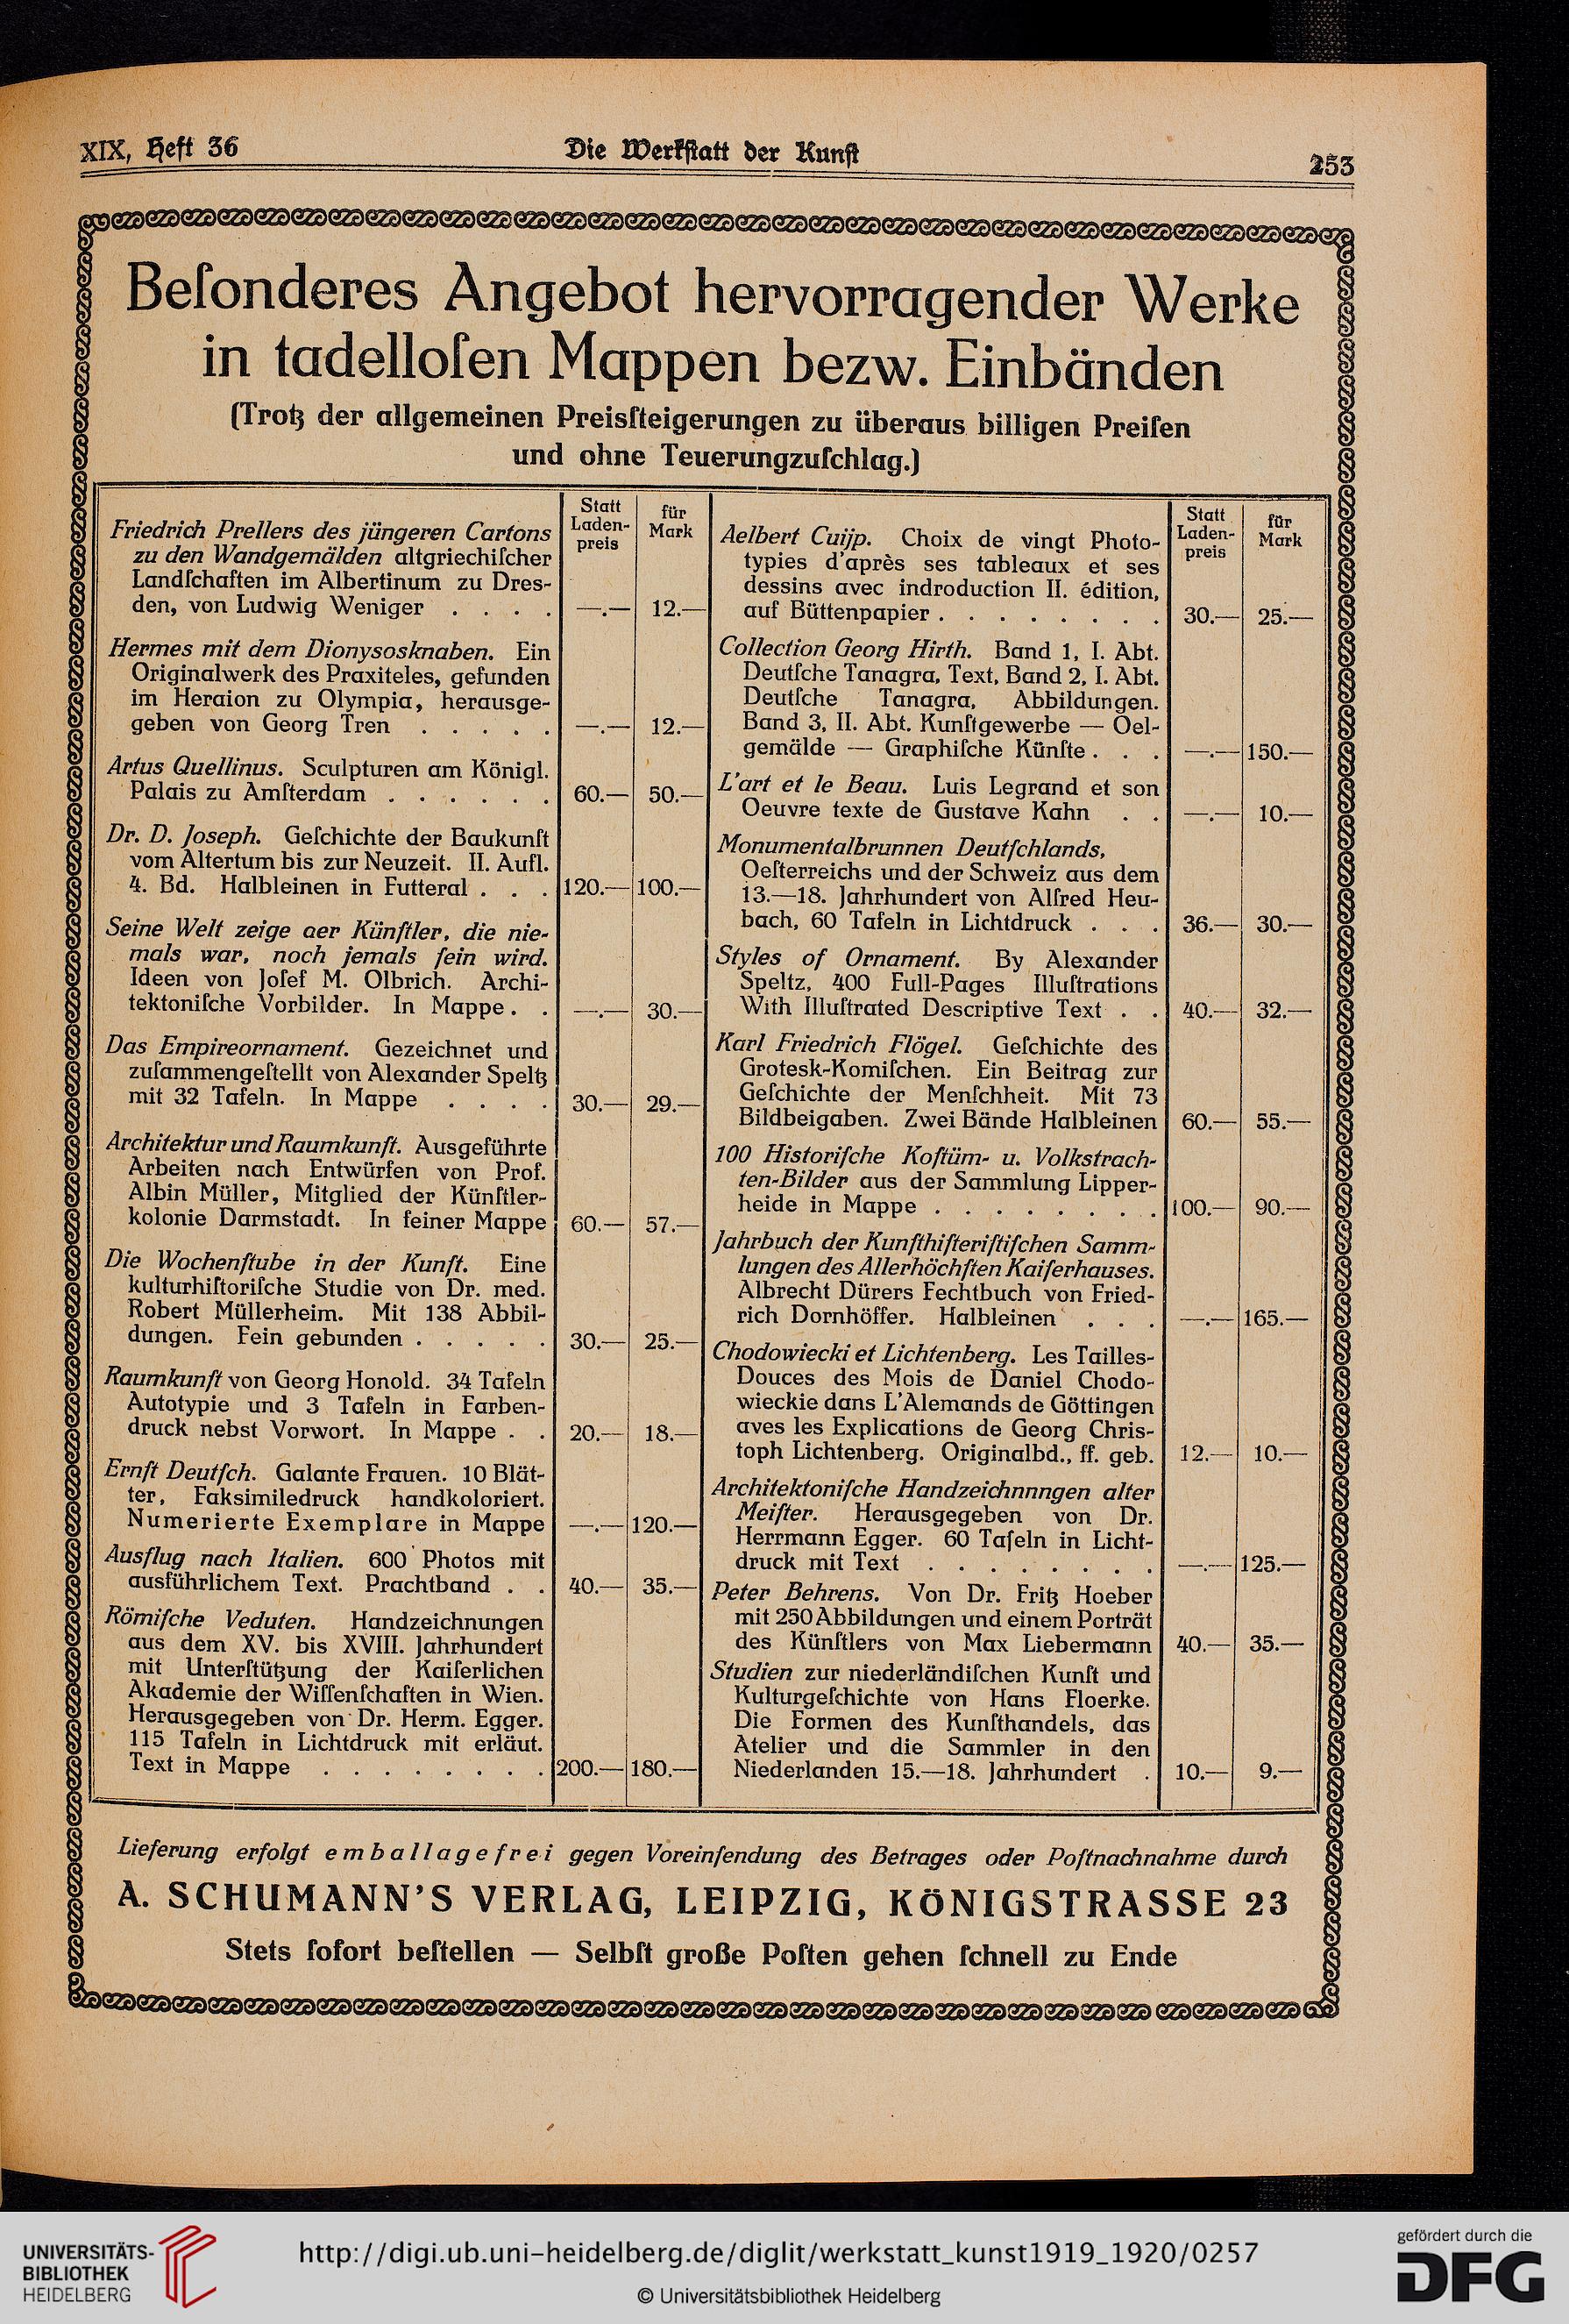 XIX, Heft 36
Die Werkſtatt der Kunſt
253
Beſonderes Angebot hervorragender Werke
in tadelloſen Mappen bezw. Einbänden
(Trotz der allgemeinen Preisſteigerungen zu überaus billigen Preiſen
und ohne Teuerungzuſchlag.)
Statt Laden-preis
für Mark
Friedrich Prellers des jüngeren Cartons
zu den Wandgemälden altgriechiſcher
Landſchaften im Albertinum zu Dres-
den, von Ludwig Weniger . . . . —.— 12.—
Hermes mit dem Dionysosknaben. Ein
Originalwerk des Praxiteles, gefunden
im Heraion zu Olympia, herausge-
geben von Georg Tren . . . . . —.— 12.—
Artus Quellinus. Sculpturen am Königl.
Palais zu Amſterdam . . . . . . 60.— 50.—
Dr. D. Joseph. Geſchichte der Baukunſt
vom Altertum bis zur Neuzeit. II. Aufl.
4. Bd. Halbleinen in Futteral . . . 120.— 100.—
Seine Welt zeige aer Künſtler, die nie-
mals war, noch jemals ſein wird.
Ideen von Joſef M. Olbrich. Archi-
tektoniſche Vorbilder. In Mappe . . —.— 30.—
Das Empireornament. Gezeichnet und
zuſammengeſtellt von Alexander Speltz
mit 32 Tafeln. In Mappe . . . . 30.— 29.—
Architektur und Raumkunſt. Ausgeführte
Arbeiten nach Entwürfen von Prof.
Albin Müller, Mitglied der Künſtler-
kolonie Darmstadt. In feiner Mappe 60.— 57.—
Die Wochenſtube in der Kunſt. Eine
kulturhiſtoriſche Studie von Dr. med.
Robert Müllerheim. Mit 138 Abbil-
dungen. Fein gebunden . . . . . 30.— 25.—
Raumkunſt von Georg Honold. 34 Tafeln
Autotypie und 3 Tafeln in Farben-
druck nebst Vorwort. In Mappe . . 20.— 18.—
Ernſt Deutſch. Galante Frauen. 10 Blät-
ter, Faksimiledruck handkoloriert.
Numerierte Exemplare in Mappe —.— 120.—
Ausflug nach Italien. 600 Photos mit
ausführlichem Text. Prachtband . . 40.— 35.—
Römiſche Veduten. Handzeichnungen
aus dem XV. bis XVIII. Jahrhundert
mit Unterſtützung der Kaiſerlichen
Akademie der Wiſſenſchaften in Wien.
Herausgegeben von Dr. Herm. Egger.
115 Tafeln in Lichtdruck mit erläut.
Text in Mappe . . . . . . . . 200.— 180.—
Statt Laden-preis
für Mark
Aelbert Cuijp. Choix de vingt Photo-
typies d'après ses tableaux et ses
dessins avec indroduction II. édition,
auf Büttenpapier . . . . . . . . 30.— 25.—
Collection Georg Hirth. Band 1, I. Abt.
Deutſche Tanagra, Text, Band 2, I. Abt.
Deutſche Tanagra, Abbildungen.
Band 3, II. Abt. Kunſtgewerbe — Oel-
gemälde — Graphiſche Künſte . . . —.— 150.—
L'art et le Beau. Luis Legrand et son
Oeuvre texte de Gustave Kahn . . —.— 10.—
Monumentalbrunnen Deutſchlands,
Oeſterreichs und der Schweiz aus dem
13.—18. Jahrhundert von Alfred Heu-
bach, 60 Tafeln in Lichtdruck . . . 36.— 30.—
Styles of Ornament. By Alexander
Speltz, 400 Full-Pages Illuſtrations
With Illuſtrated Descriptive Text . . 40.— 32.—
Karl Friedrich Flögel. Geſchichte des
Grotesk-Komiſchen. Ein Beitrag zur
Geſchichte der Menſchheit. Mit 73
Bildbeigaben. Zwei Bände Halbleinen 60.— 55.—
100 Historiſche Koſtüm- u. Volkstrach-
ten-Bilder aus der Sammlung Lipper-
heide in Mappe . . . . . . . . 100.— 90.—
Jahrbuch der Kunſthiſteriſtiſchen Samm-
lungen des Allerhöchſten Kaiſerhauses.
Albrecht Dürers Fechtbuch von Fried-
rich Dornhöffer. Halbleinen . . . —.— 165.—
Chodowiecki et Lichtenberg. Les Tailles-
Douces des Mois de Daniel Chodo-
wieckie dans L'Alemands de Göttingen
aves les Explications de Georg Chris-
toph Lichtenberg. Originalbd., ff. geb. 12.— 10.—
Architektoniſche Handzeichnnngen alter
Meiſter. Herausgegeben von Dr.
Herrmann Egger. 60 Tafeln in Licht-
druck mit Text . . . . . . . . —.— 125.—
Peter Behrens. Von Dr. Fritz Hoeber
mit 250 Abbildungen und einem Porträt
des Künſtlers von Max Liebermann 40.— 35.—
Studien zur niederländiſchen Kunſt und
Kulturgeſchichte von Hans Floerke.
Die Formen des Kunſthandels, das
Atelier und die Sammler in den
Niederlanden 15.—18. Jahrhundert . 10.— 9.—
Lieferung erfolgt emballagefrei gegen Voreinſendung des Betrages oder Poſtnachnahme durch
A. SCHUMANN'S VERLAG, LEIPZIG, KÖNIGSTRASSE 23
Stets ſofort beſtellen — Selbſt große Poſten gehen ſchnell zu Ende
UNIVERSITÄTS-
BIBLIOTHEK
HEIDELBERG
http://digi.ub.uni-heidelberg.de/diglit/werkstatt_kunst1919_1920/0257
© Universitätsbibliothek Heidelberg
gefördert durch die
DFG